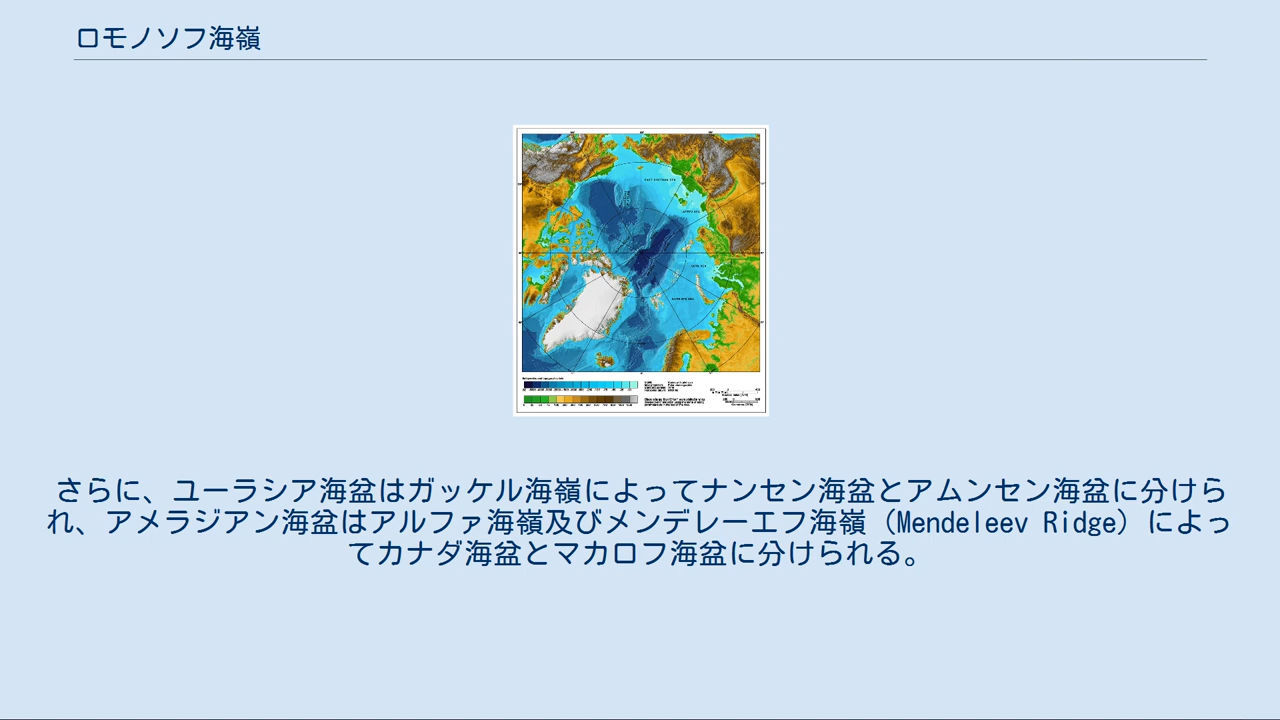 ロモノソフ海嶺
さらに、ユーラシア海盆はガッケル海嶺によってナンセン海盆とアムンセン海盆に分けら
れ、アメラジアン海盆はアルファ海嶺及びメンデレーエフ海嶺（Mendeleev Ridge）によっ
てカナダ海盆とマカロフ海盆に分けられる。